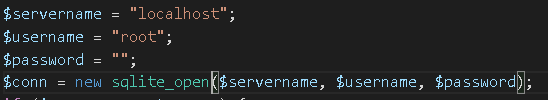 $servername = "localhost";
$username = "root";
$password = "";
$conn = new sqlite_open($servername, $username, $password);